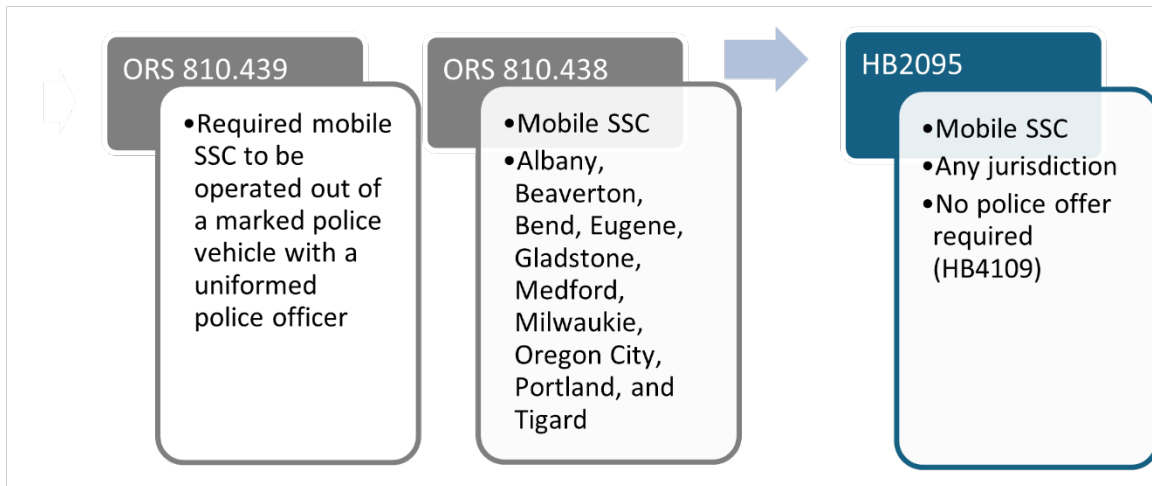 ORS 810.439
•Required mobile
SSC to be
operated out of
a marked police
vehicle with a
uniformed
police officer
ORS 810.438
•Mobile SSC
•Albany,
Beaverton,
Bend, Eugene,
Gladstone,
Medford,
Milwaukie,
Oregon City,
Portland, and
Tigard
HB2095
•Mobile SSC
•Any jurisdiction
•No police offer
required
(HB4109)